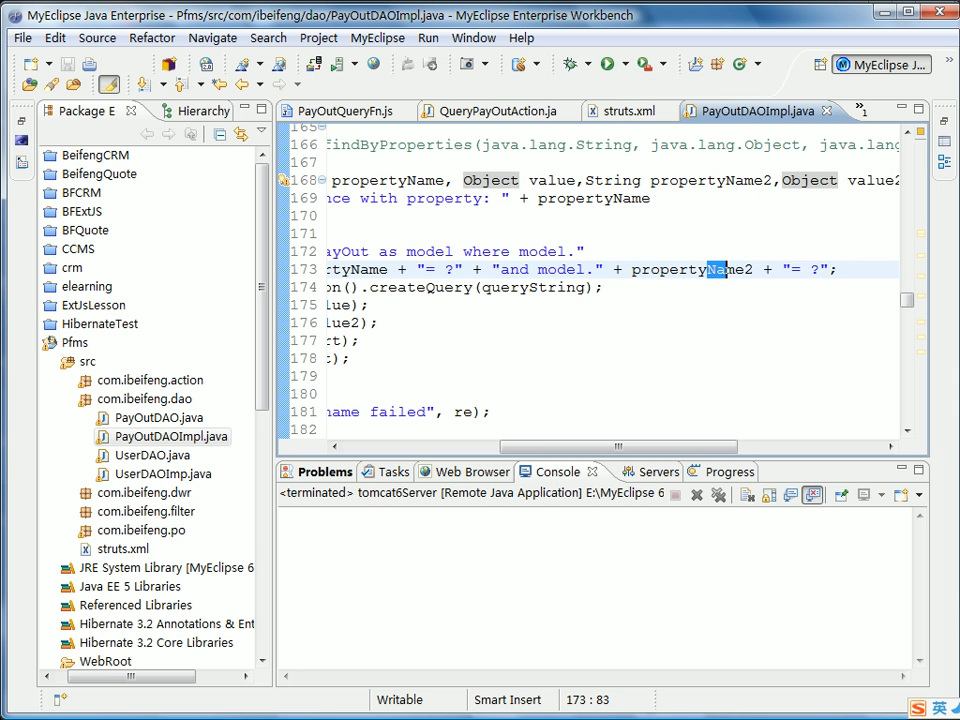 MyEclipse Java Enterprise - Pfms/src/com/ibeifeng/dao/PayOutDAOImpl.java - MyEclipse Enterprise Workbench
File Edit Source Refactor Navigate Search Project MyEclipse Run Window Help
MyEclipse J...
Package E Hierarchy
PayOutQueryFn.js QueryPayOutAction.ja struts.xml PayOutDAOImpl.java »1
BeifengCRM
BeifengQuote
BFCRM
BFExtJS
BFQuote
CCMS
crm
elearning
ExtJsLesson
HibernateTest
Pfms
src
com.ibeifeng.action
com.ibeifeng.dao
PayOutDAO.java
PayOutDAOImpl.java
UserDAO.java
UserDAOImp.java
com.ibeifeng.dwr
com.ibeifeng.filter
com.ibeifeng.po
struts.xml
JRE System Library [MyEclipse 6
Java EE 5 Libraries
Referenced Libraries
Hibernate 3.2 Annotations & Ent
Hibernate 3.2 Core Libraries
WebRoot
165
166 findByProperties(java.lang.String, java.lang.Object, java.lang
167
168 propertyName, Object value,String propertyName2,Object value2
169 nce with property: " + propertyName
170
171
172 ayOut as model where model."
173 rtyName + "= ?" + "and model." + propertyName2 + "= ?";
174 on().createQuery(queryString);
175 lue);
176 lue2);
177 rt);
178 t);
179
180
181 name failed", re);
182
Problems Tasks Web Browser Console Servers Progress
<terminated> tomcat6Server [Remote Java Application] E:\MyEclipse 6
Writable Smart Insert 173 : 83
S 英